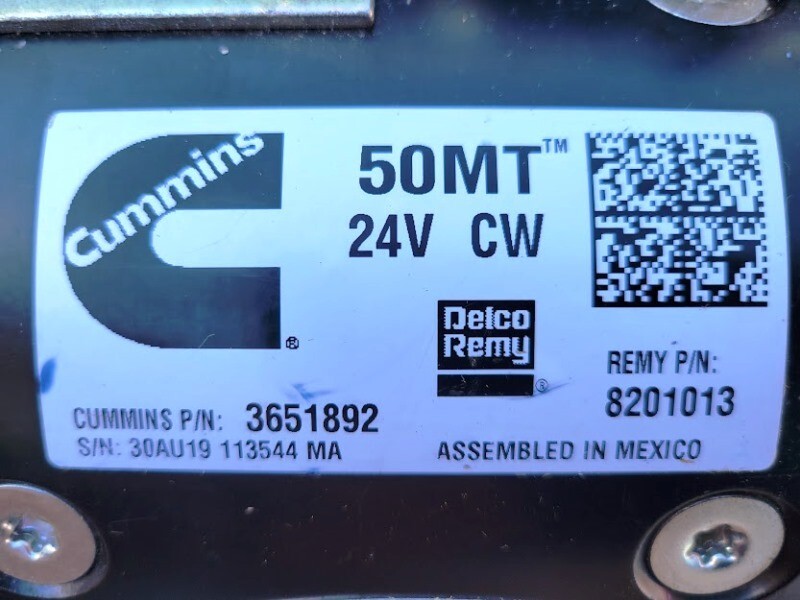 Cummins
®
50MT™
24V CW
Delco
Remy
®
REMY P/N:
8201013
CUMMINS P/N: 3651892
S/N: 30AU19 113544 MA
ASSEMBLED IN MEXICO